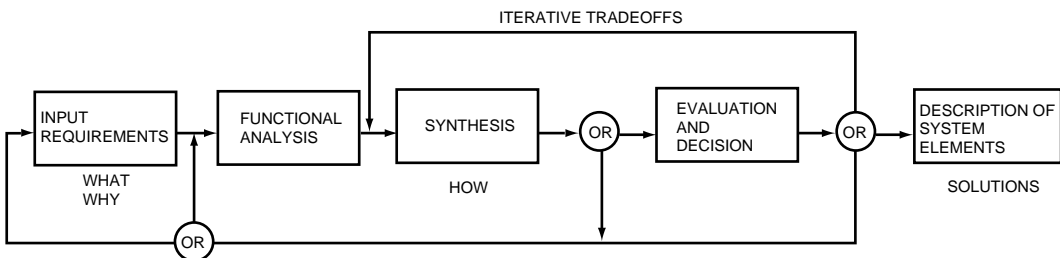 ITERATIVE TRADEOFFS
INPUT
REQUIREMENTS
WHAT
WHY
FUNCTIONAL
ANALYSIS
SYNTHESIS
HOW
OR
EVALUATION
AND
DECISION
OR
DESCRIPTION OF
SYSTEM
ELEMENTS
SOLUTIONS
OR